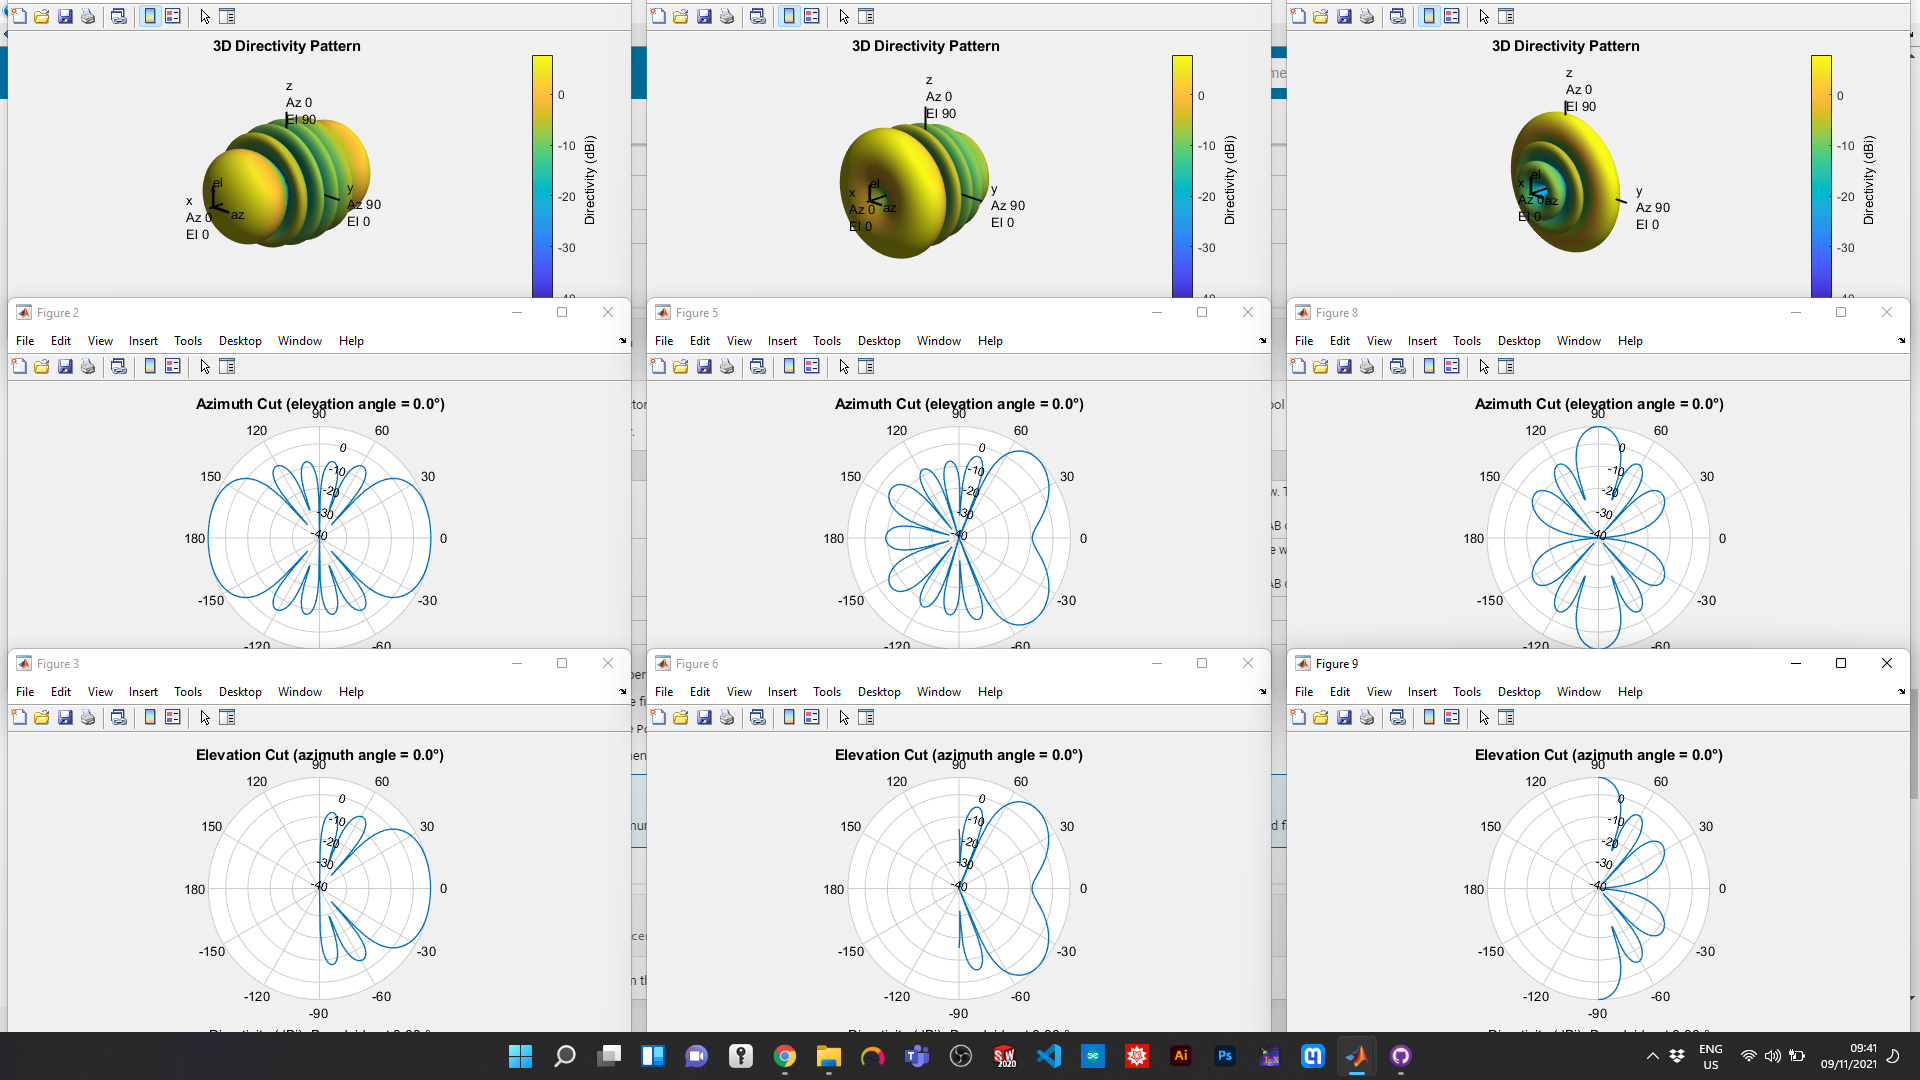 3D Directivity Pattern
z
Az 0
El 90
x
Az 0
El 0
el
az
y
Az 90
El 0
0
-10
-20
-30
Directivity (dBi)
3D Directivity Pattern
z
Az 0
El 90
x
Az 0
El 0
el
az
y
Az 90
El 0
0
-10
-20
-30
Directivity (dBi)
3D Directivity Pattern
z
Az 0
El 90
x
Az 0
El 0
el
az
y
Az 90
El 0
0
-10
-20
-30
Directivity (dBi)
Figure 2
File Edit View Insert Tools Desktop Window Help
Azimuth Cut (elevation angle = 0.0°)
90
120 60
150 30
180 0
-150 -30
-120 -60
0
-10
-20
-30
-40
Figure 5
File Edit View Insert Tools Desktop Window Help
Azimuth Cut (elevation angle = 0.0°)
90
120 60
150 30
180 0
-150 -30
-120 -60
0
-10
-20
-30
-40
Figure 8
File Edit View Insert Tools Desktop Window Help
Azimuth Cut (elevation angle = 0.0°)
90
120 60
150 30
180 0
-150 -30
-120 -60
0
-10
-20
-30
-40
Figure 3
File Edit View Insert Tools Desktop Window Help
Elevation Cut (azimuth angle = 0.0°)
90
120 60
150 30
180 0
-150 -30
-120 -60
-90
0
-10
-20
-30
-40
Figure 6
File Edit View Insert Tools Desktop Window Help
Elevation Cut (azimuth angle = 0.0°)
90
120 60
150 30
180 0
-150 -30
-120 -60
-90
0
-10
-20
-30
-40
Figure 9
File Edit View Insert Tools Desktop Window Help
Elevation Cut (azimuth angle = 0.0°)
90
120 60
150 30
180 0
-150 -30
-120 -60
-90
0
-10
-20
-30
-40
SW
2020
Ai
Ps
ENG
US
09:41
09/11/2021